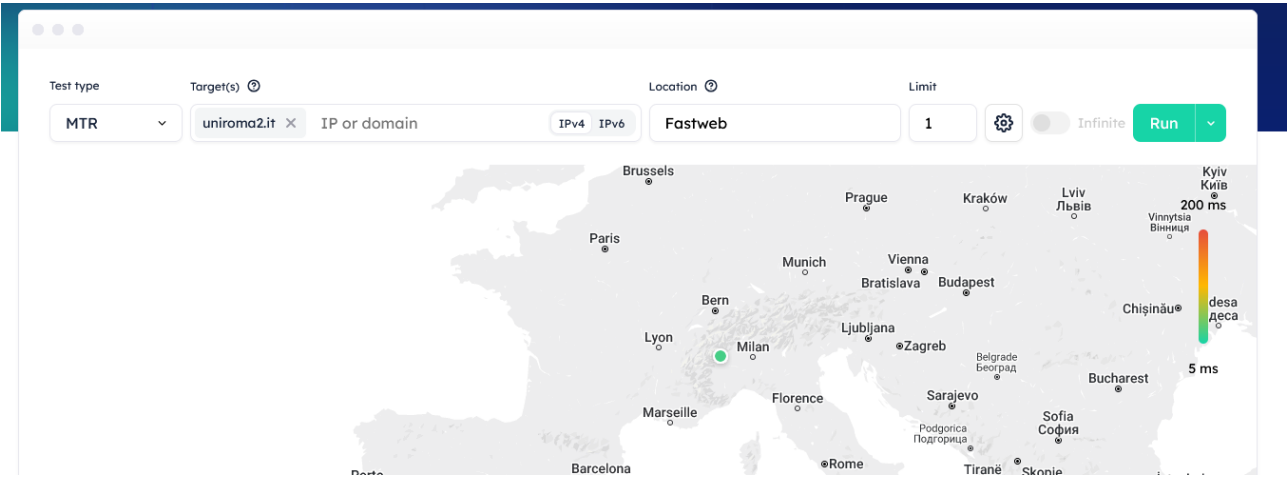 Test type
Target(s)
Location
Limit
MTR
uniroma2.it
IP or domain
IPv4
IPv6
Fastweb
1
Infinite
Run
Brussels
Kyiv
Київ
Prague
Kraków
Lviv
Львів
200 ms
Vinnytsia
Вінниця
Paris
Munich
Vienna
Bratislava
Budapest
Bern
Chișinău
desa
деса
Lyon
Milan
Ljubljana
Zagreb
Belgrade
Београд
5 ms
Bucharest
Florence
Sarajevo
Marseille
Sofia
София
Podgorica
Подгорица
Barcelona
Rome
Tiranë
Skopje